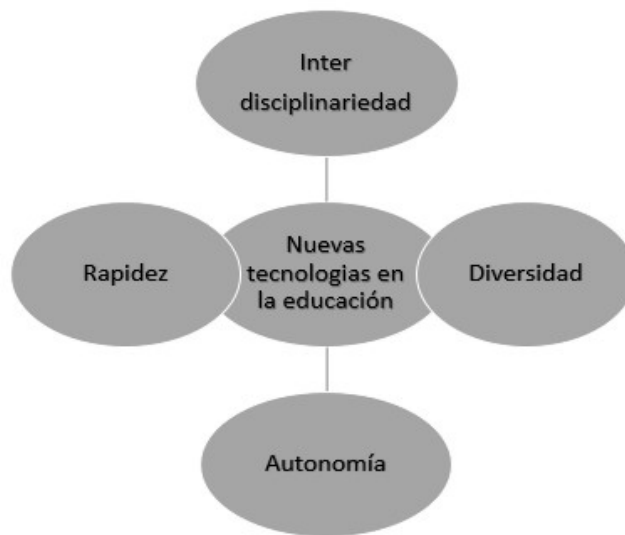 Inter
disciplinariedad
Rapidez
Nuevas
tecnologias en
la educación
Diversidad
Autonomía